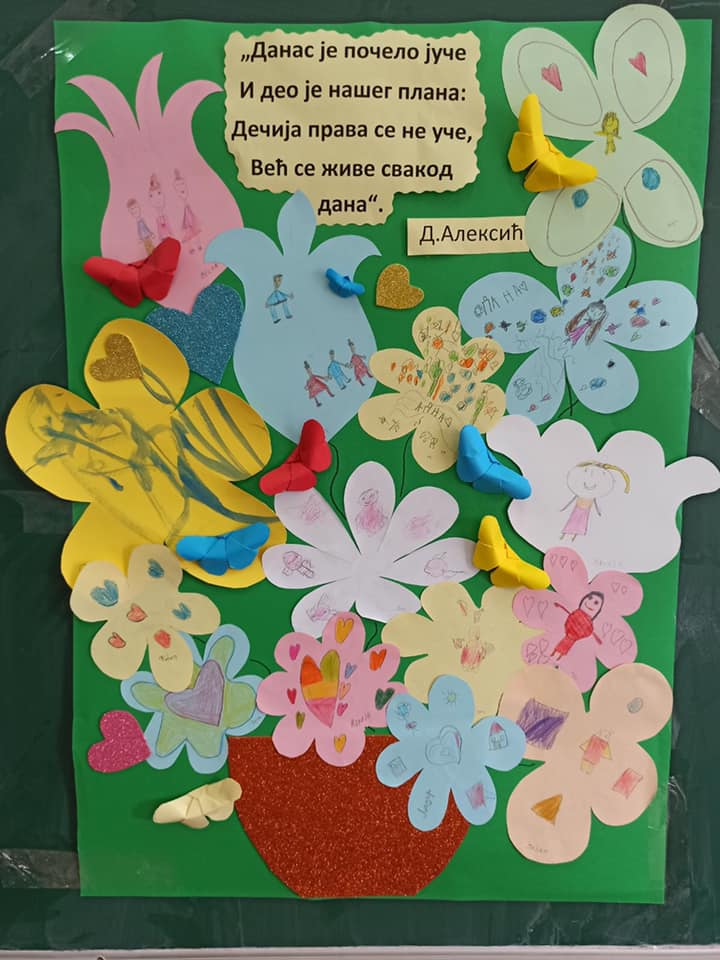 „Данас је почело јуче
И део је нашег плана:
Дечија права се не уче,
Већ се живе свакод
дана“.
Д.Алексић
ДАНА